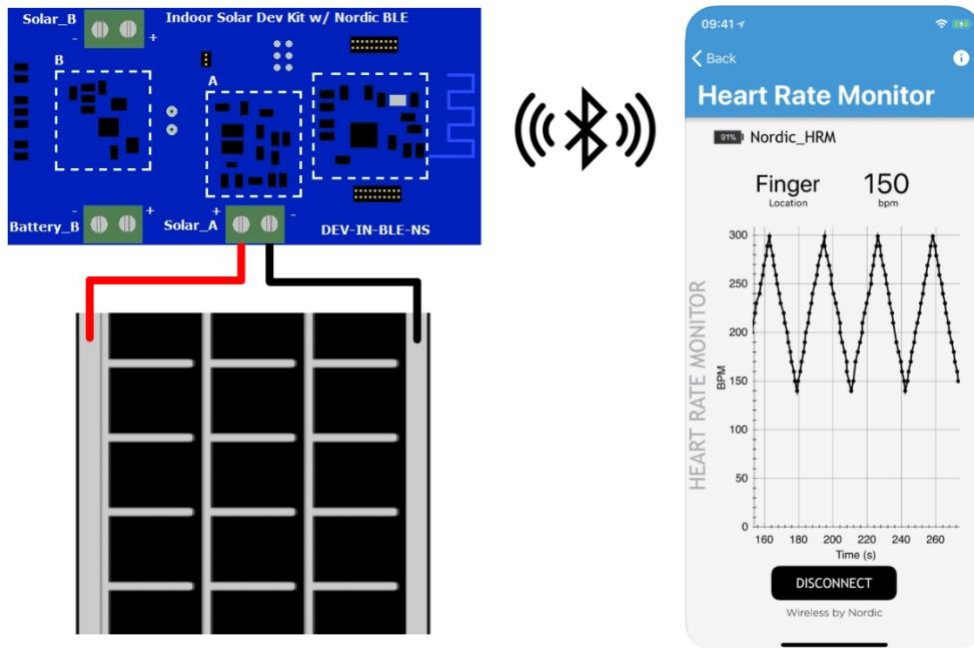 Solar_B
- +
Indoor Solar Dev Kit w/ Nordic BLE
B
A
Battery_B
- +
Solar_A
+ -
DEV-IN-BLE-NS
09:41
Back
Heart Rate Monitor
91% Nordic_HRM
Finger 150
Location bpm
HEART RATE MONITOR
BPM
300
250
200
150
100
50
0
160 180 200 220 240 260
Time (s)
DISCONNECT
Wireless by Nordic